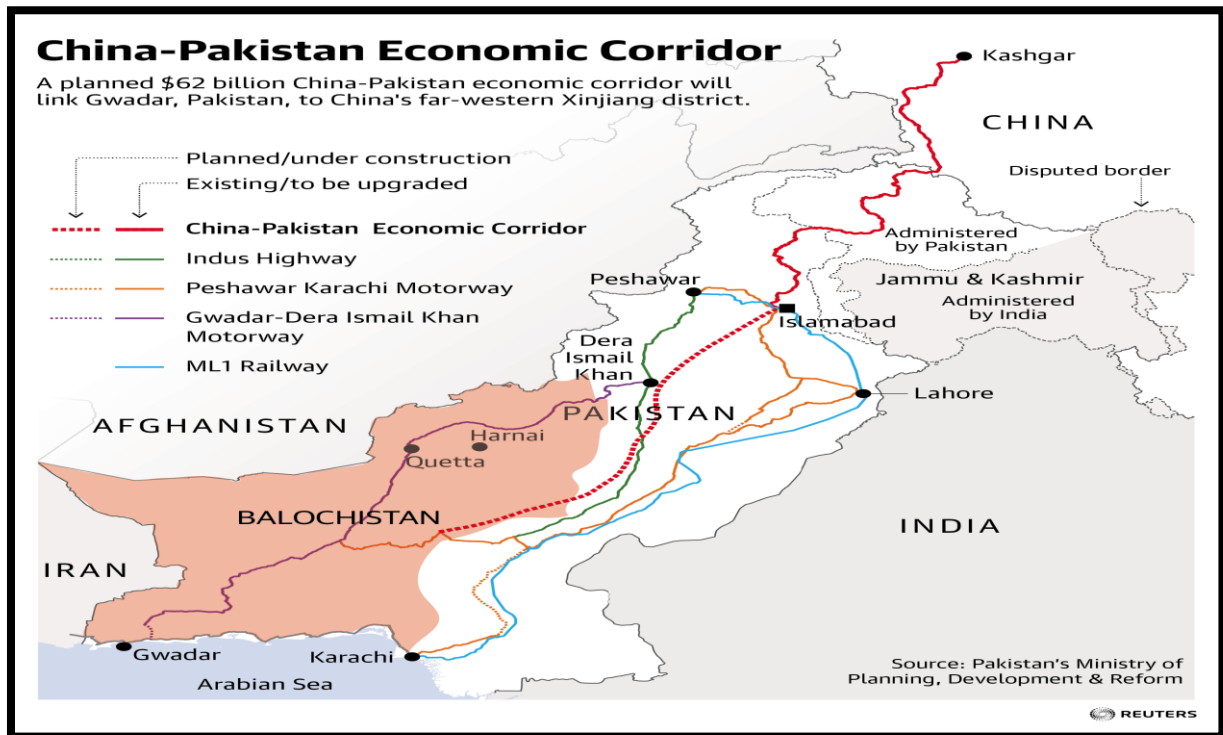 China-Pakistan Economic Corridor
A planned $62 billion China-Pakistan economic corridor will
link Gwadar, Pakistan, to China's far-western Xinjiang district.
Kashgar
CHINA
Planned/under construction
Existing/to be upgraded
Disputed border
China-Pakistan Economic Corridor
Indus Highway
Peshawar Karachi Motorway
Gwadar-Dera Ismail Khan
Motorway
ML1 Railway
Administered
by Pakistan
Peshawar
Jammu & Kashmir
Administered
by India
Islamabad
Dera
Ismail
Khan
Lahore
PAKISTAN
AFGHANISTAN
Harnai
Quetta
BALOCHISTAN
INDIA
IRAN
Gwadar
Karachi
Arabian Sea
Source: Pakistan's Ministry of
Planning, Development & Reform
REUTERS